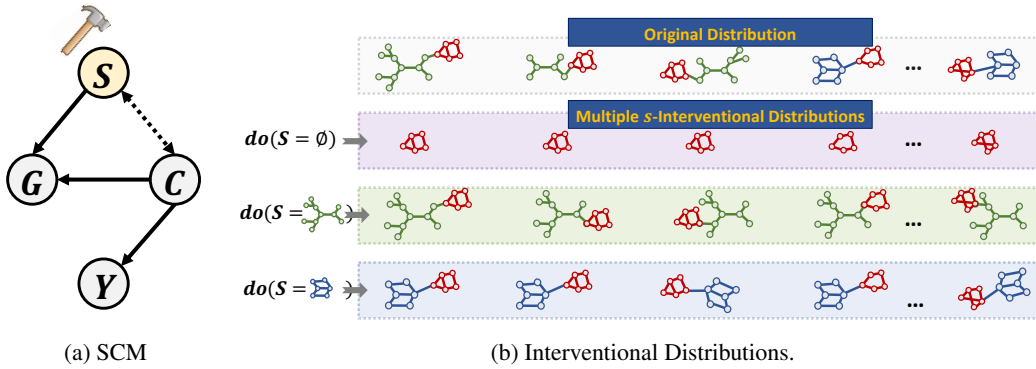 S
G
C
Y
(a) SCM
Original Distribution
...
Multiple s-Interventional Distributions
do(S = ∅)
...
do(S = )
...
do(S = )
...
(b) Interventional Distributions.